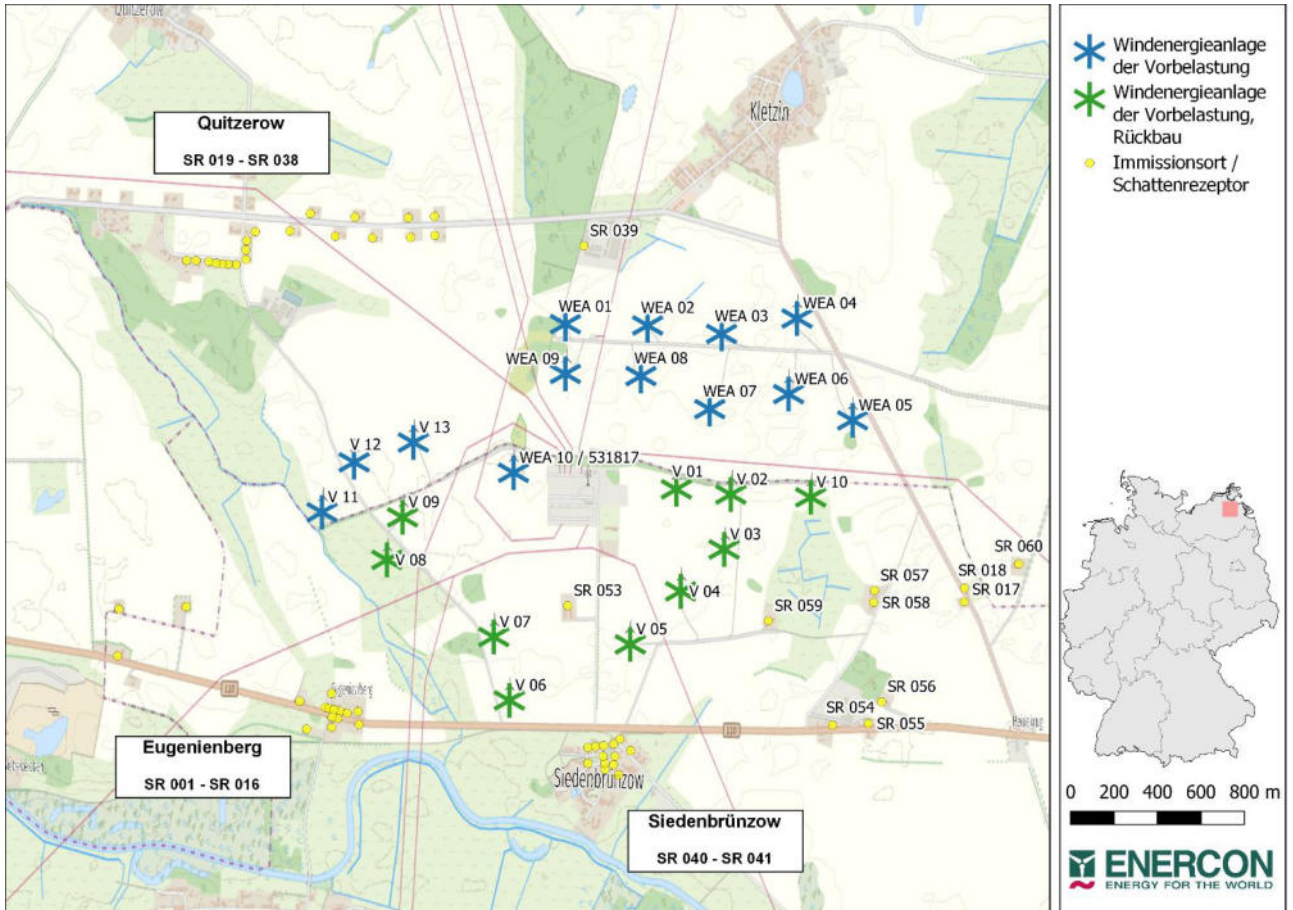 Quitzerow
Quitzerow
SR 019 - SR 038
Kletzin
SR 039
WEA 01
WEA 02
WEA 03
WEA 04
WEA 09
WEA 08
WEA 07
WEA 06
WEA 05
V 13
V 12
WEA 10 / 531817
V 11
V 09
V 08
V 01
V 02
V 10
V 03
V 04
SR 053
V 07
V 05
V 06
SR 059
SR 057
SR 058
SR 060
SR 018
SR 017
SR 056
SR 054
SR 055
110
110
Eugenienberg
Eugenienberg
SR 001 - SR 016
Siedenbrünzow
Siedenbrünzow
SR 040 - SR 041
Windenergieanlage
der Vorbelastung
Windenergieanlage
der Vorbelastung,
Rückbau
Immissionsort /
Schattenrezeptor
0 200 400 600 800 m
ENERCON
ENERGY FOR THE WORLD